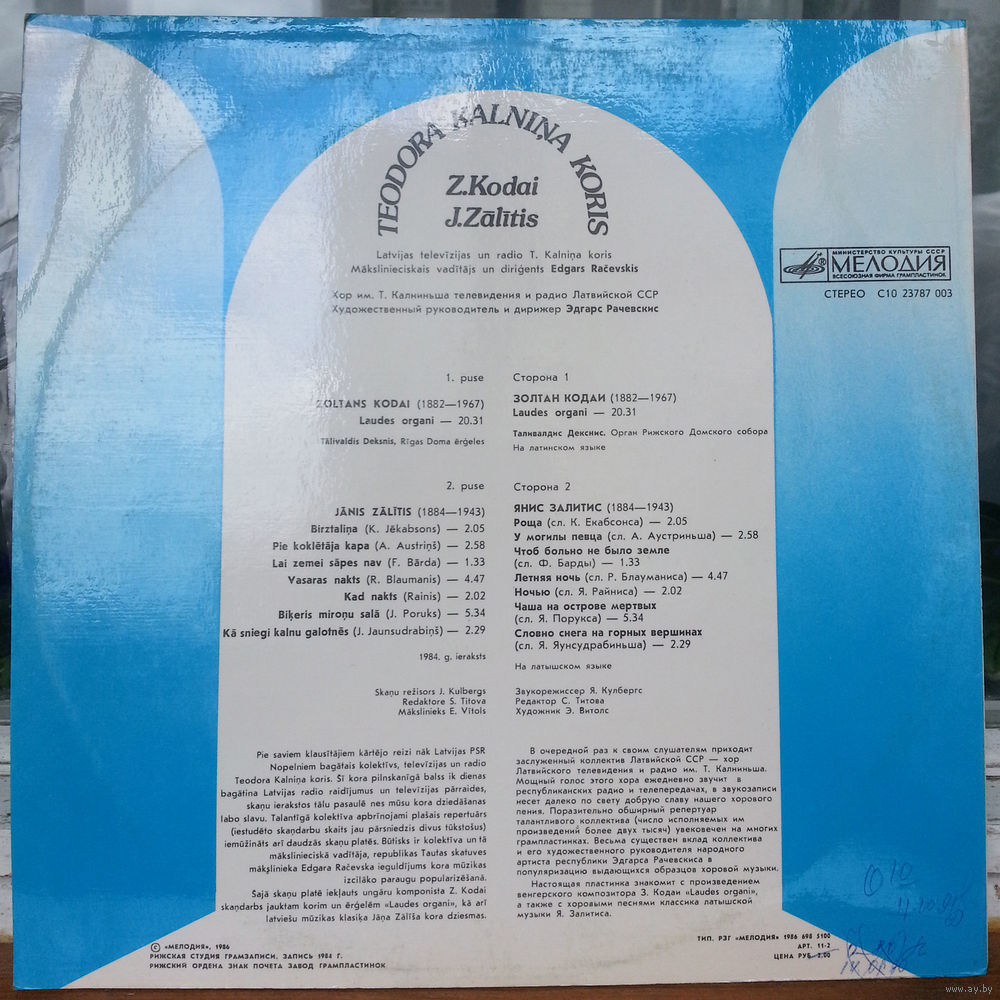 TEODORA KALNIŅA KORIS
Z.Kodai
J.Zālītis
Latvijas televīzijas un radio T. Kalniņa koris
Mākslinieciskais vadītājs un diriģents Edgars Račevskis
Хор им. Т. Калниньша телевидения и радио Латвийской ССР
Художественный руководитель и дирижер Эдгарс Рачевскис
МИНИСТЕРСТВО КУЛЬТУРЫ СССР
МЕЛОДИЯ
ВСЕСОЮЗНАЯ ФИРМА ГРАМПЛАСТИНОК
СТЕРЕО С10 23787 003
1. puse
ZOLTANS KODAI (1882—1967)
Laudes organi — 20.31
Tālivaldis Deksnis, Rīgas Doma ērģeles
2. puse
JĀNIS ZĀLĪTIS (1884—1943)
Birztaliņa (K. Jēkabsons) — 2.05
Pie koklētāja kapa (A. Austriņš) — 2.58
Lai zemei sāpes nav (F. Bārda) — 1.33
Vasaras nakts (R. Blaumanis) — 4.47
Kad nakts (Rainis) — 2.02
Biķeris miroņu salā (J. Poruks) — 5.34
Kā sniegi kalnu galotnēs (J. Jaunsudrabiņš) — 2.29
1984. g. ieraksts
Skaņu režisors J. Kulbergs
Redaktore S. Titova
Mākslinieks E. Vītols
Сторона 1
ЗОЛТАН КОДАИ (1882—1967)
Laudes organi — 20.31
Таливалдис Декснис. Орган Рижского Домского собора
На латинском языке
Сторона 2
ЯНИС ЗАЛИТИС (1884—1943)
Роща (сл. К. Екабсонса) — 2.05
У могилы певца (сл. А. Аустриньша) — 2.58
Чтоб больно не было земле
(сл. Ф. Барды) — 1.33
Летняя ночь (сл. Р. Блауманиса) — 4.47
Ночью (сл. Я. Райниса) — 2.02
Чаша на острове мертвых
(сл. Я. Порукса) — 5.34
Словно снега на горных вершинах
(сл. Я. Яунсудрабиньша) — 2.29
На латышском языке
Звукорежиссер Я. Кулбергс
Редактор С. Титова
Художник Э. Витолс
Pie saviem klausītājiem kārtējo reizi nāk Latvijas PSR
Nopelniem bagātais kolektīvs, televīzijas un radio
Teodora Kalniņa koris. Šī kora pilnskanīgā balss ik dienas
bagātina Latvijas radio raidījumus un televīzijas pārraides,
skaņu ierakstos tālu pasaulē nes mūsu kora dziedāšanas
labo slavu. Talantīgā kolektīva apbrīnojami plašais repertuārs
(iestudēto skaņdarbu skaits jau pārsniedzis divus tūkstošus)
iemūžināts arī daudzās skaņu platēs. Būtisks ir kolektīva un tā
mākslinieciskā vadītāja, republikas Tautas skatuves
mākslinieka Edgara Račevska ieguldījums kora mūzikas
izcilāko paraugu popularizēšanā.
Šajā skaņu platē iekļauts ungāru komponista Z. Kodai
skaņdarbs jauktam korim un ērģelēm «Laudes organi», kā arī
latviešu mūzikas klasiķa Jāņa Zālīša kora dziesmas.
В очередной раз к своим слушателям приходит
заслуженный коллектив Латвийской ССР — хор
Латвийского телевидения и радио им. Т. Калниньша.
Мощный голос этого хора ежедневно звучит в
республиканских радио и телепередачах, в звукозаписи
несет далеко по свету добрую славу нашего хорового
пения. Поразительно обширный репертуар
талантливого коллектива (число исполняемых им
произведений более двух тысяч) увековечен на многих
грампластинках. Весьма существен вклад коллектива
и его художественного руководителя народного
артиста республики Эдгарса Рачевскиса в
популяризацию выдающихся образцов хоровой музыки.
Настоящая пластинка знакомит с произведением
венгерского композитора З. Кодаи «Laudes organi»,
а также с хоровыми песнями классика латышской
музыки Я. Залитиса.
© «МЕЛОДИЯ», 1986
РИЖСКАЯ СТУДИЯ ГРАМЗАПИСИ. ЗАПИСЬ 1984 Г.
РИЖСКИЙ ОРДЕНА ЗНАК ПОЧЕТА ЗАВОД ГРАМПЛАСТИНОК
ТИП. РЗГ «МЕЛОДИЯ» 1986 698 5100
АРТ. 11-2
ЦЕНА РУБ. 2.00
www.ay.by